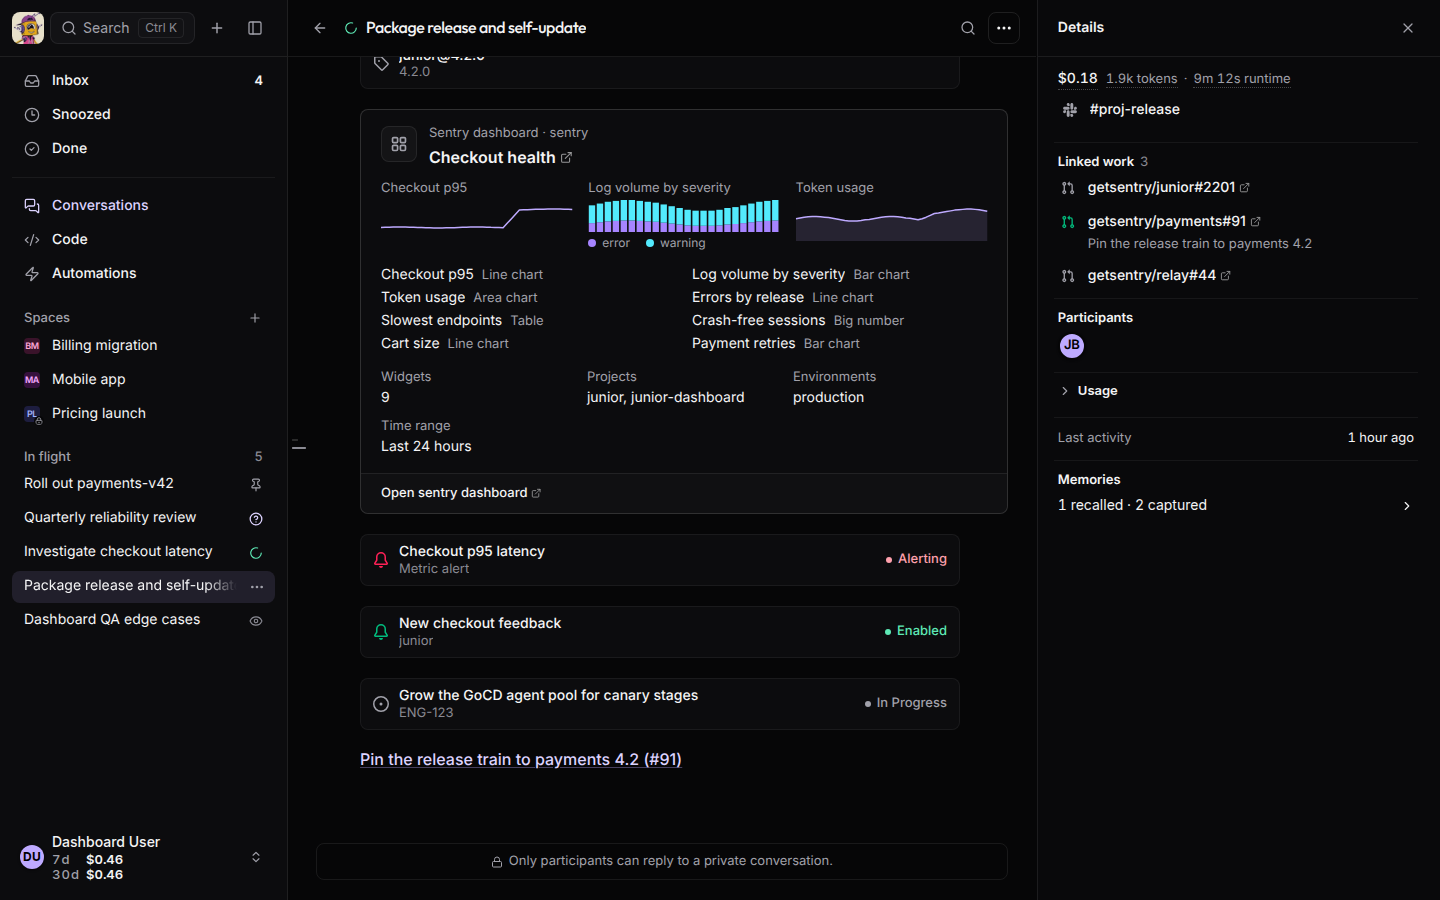 Search Ctrl K
Inbox 4
Snoozed
Done
Conversations
Code
Automations
Spaces
BM Billing migration
MA Mobile app
PL Pricing launch
In flight 5
Roll out payments-v42
Quarterly reliability review
Investigate checkout latency
Package release and self-updat
Dashboard QA edge cases
DU Dashboard User
7d $0.46
30d $0.46
Package release and self-update
junior@4.2.0
4.2.0
Sentry dashboard · sentry
Checkout health
Checkout p95
Log volume by severity
error warning
Token usage
Checkout p95 Line chart
Log volume by severity Bar chart
Token usage Area chart
Errors by release Line chart
Slowest endpoints Table
Crash-free sessions Big number
Cart size Line chart
Payment retries Bar chart
Widgets
9
Projects
junior, junior-dashboard
Environments
production
Time range
Last 24 hours
Open sentry dashboard
Checkout p95 latency
Metric alert
Alerting
New checkout feedback
junior
Enabled
Grow the GoCD agent pool for canary stages
ENG-123
In Progress
Pin the release train to payments 4.2 (#91)
Only participants can reply to a private conversation.
Details
$0.18 1.9k tokens · 9m 12s runtime
#proj-release
Linked work 3
getsentry/junior#2201
getsentry/payments#91
Pin the release train to payments 4.2
getsentry/relay#44
Participants
JB
Usage
Last activity 1 hour ago
Memories
1 recalled · 2 captured